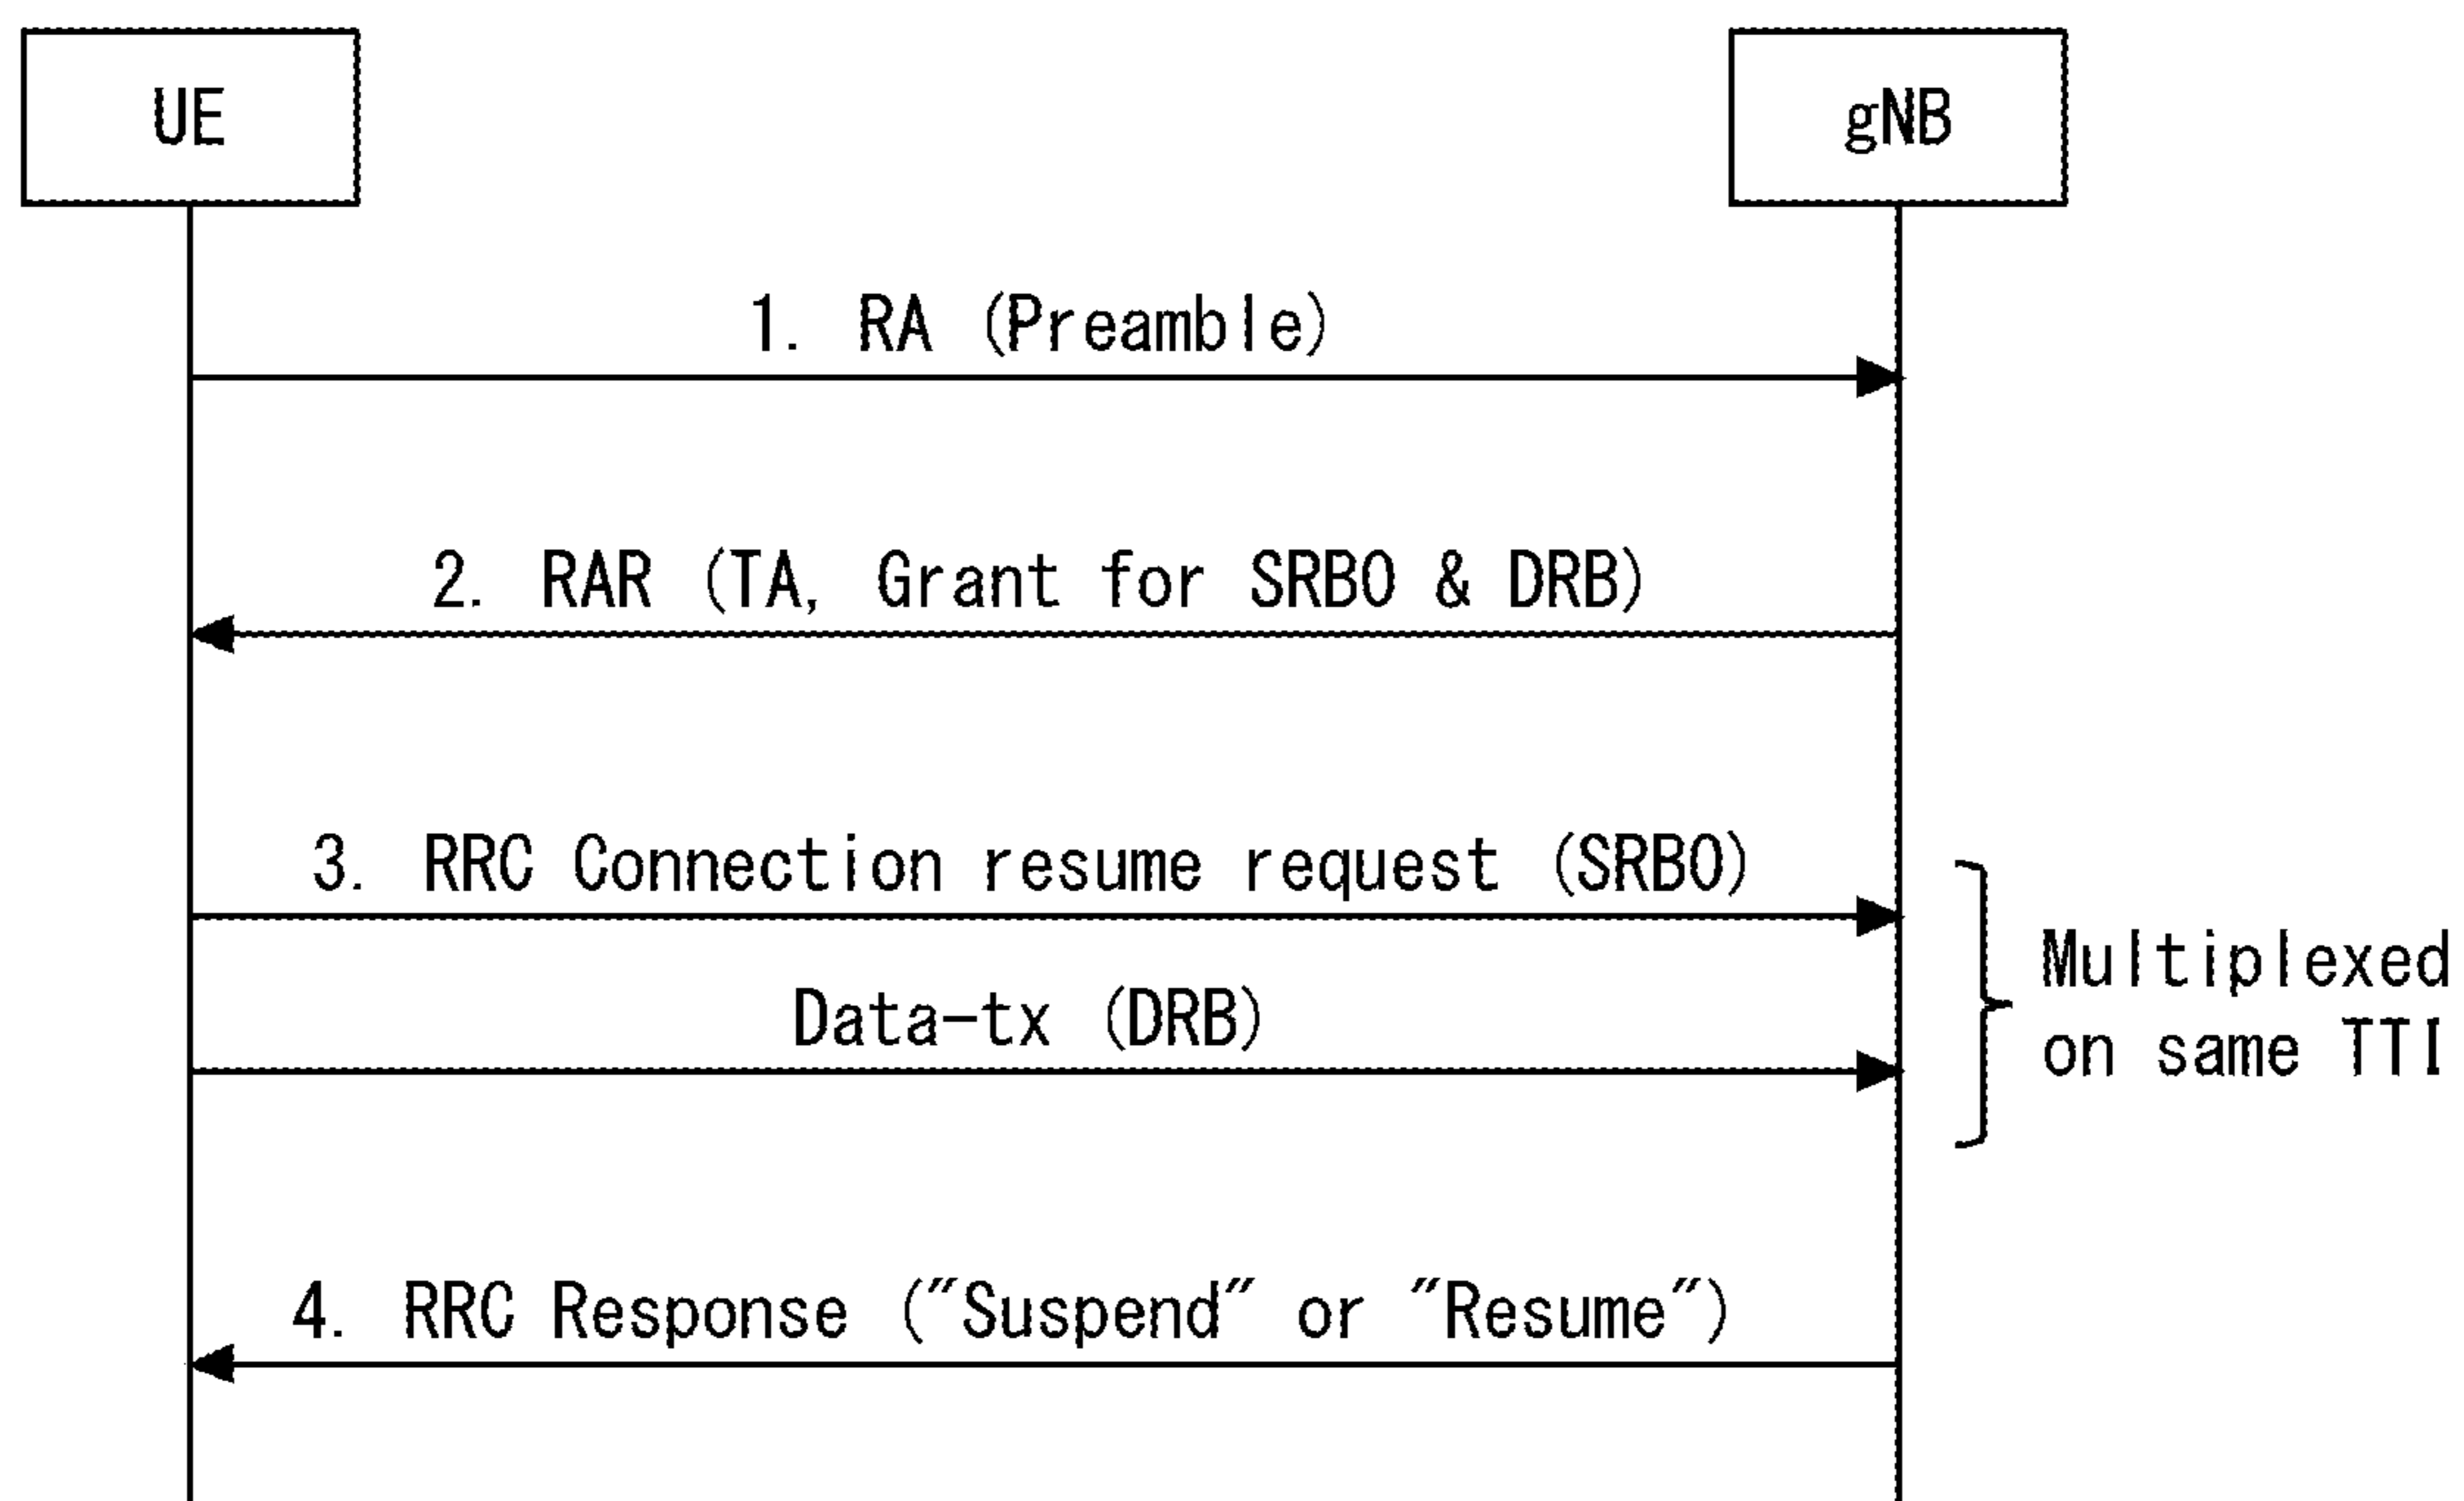 UE
gNB
1. RA (Preamble)
2. RAR (TA, Grant for SRB0 & DRB)
3. RRC Connection resume request (SRB0)
Data-tx (DRB)
Multiplexed
on same TTI
4. RRC Response ("Suspend" or "Resume")